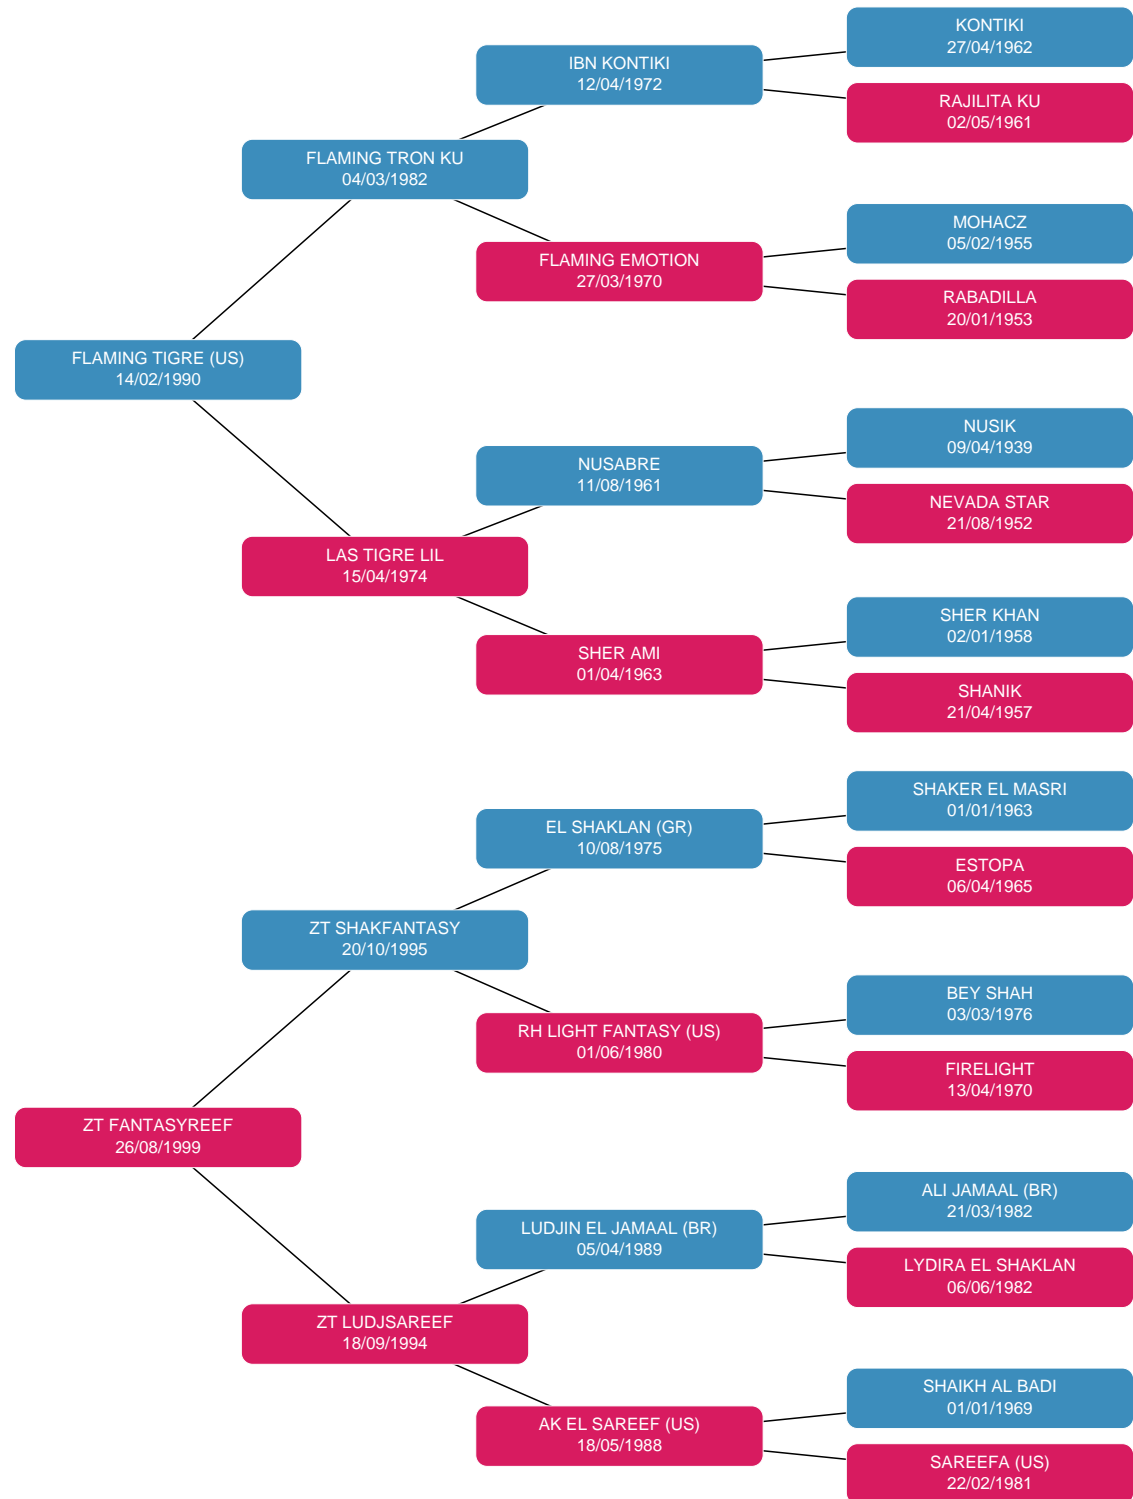 KONTIKI
27/04/1962
IBN KONTIKI
12/04/1972
RAJILITA KU
02/05/1961
FLAMING TRON KU
04/03/1982
MOHACZ
05/02/1955
FLAMING EMOTION
27/03/1970
RABADILLA
20/01/1953
FLAMING TIGRE (US)
14/02/1990
NUSIK
09/04/1939
NUSABRE
11/08/1961
NEVADA STAR
21/08/1952
LAS TIGRE LIL
15/04/1974
SHER KHAN
02/01/1958
SHER AMI
01/04/1963
SHANIK
21/04/1957
SHAKER EL MASRI
01/01/1963
EL SHAKLAN (GR)
10/08/1975
ESTOPA
06/04/1965
ZT SHAKFANTASY
20/10/1995
BEY SHAH
03/03/1976
RH LIGHT FANTASY (US)
01/06/1980
FIRELIGHT
13/04/1970
ZT FANTASYREEF
26/08/1999
ALI JAMAAL (BR)
21/03/1982
LUDJIN EL JAMAAL (BR)
05/04/1989
LYDIRA EL SHAKLAN
06/06/1982
ZT LUDJSAREEF
18/09/1994
SHAIKH AL BADI
01/01/1969
AK EL SAREEF (US)
18/05/1988
SAREEFA (US)
22/02/1981